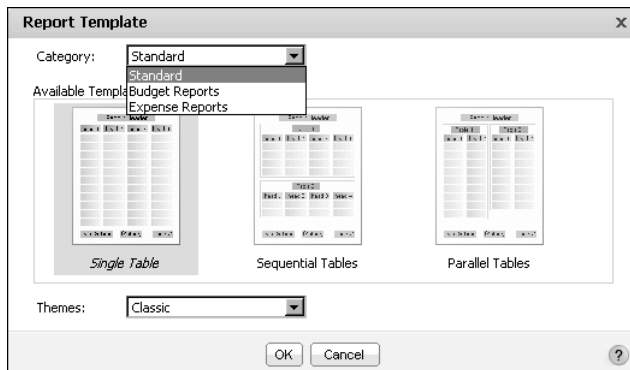 Report Template x
Category: Standard
Standard
Budget Reports
Expense Reports
Available
Single Table Sequential Tables Parallel Tables
Themes: Classic
OK Cancel ?